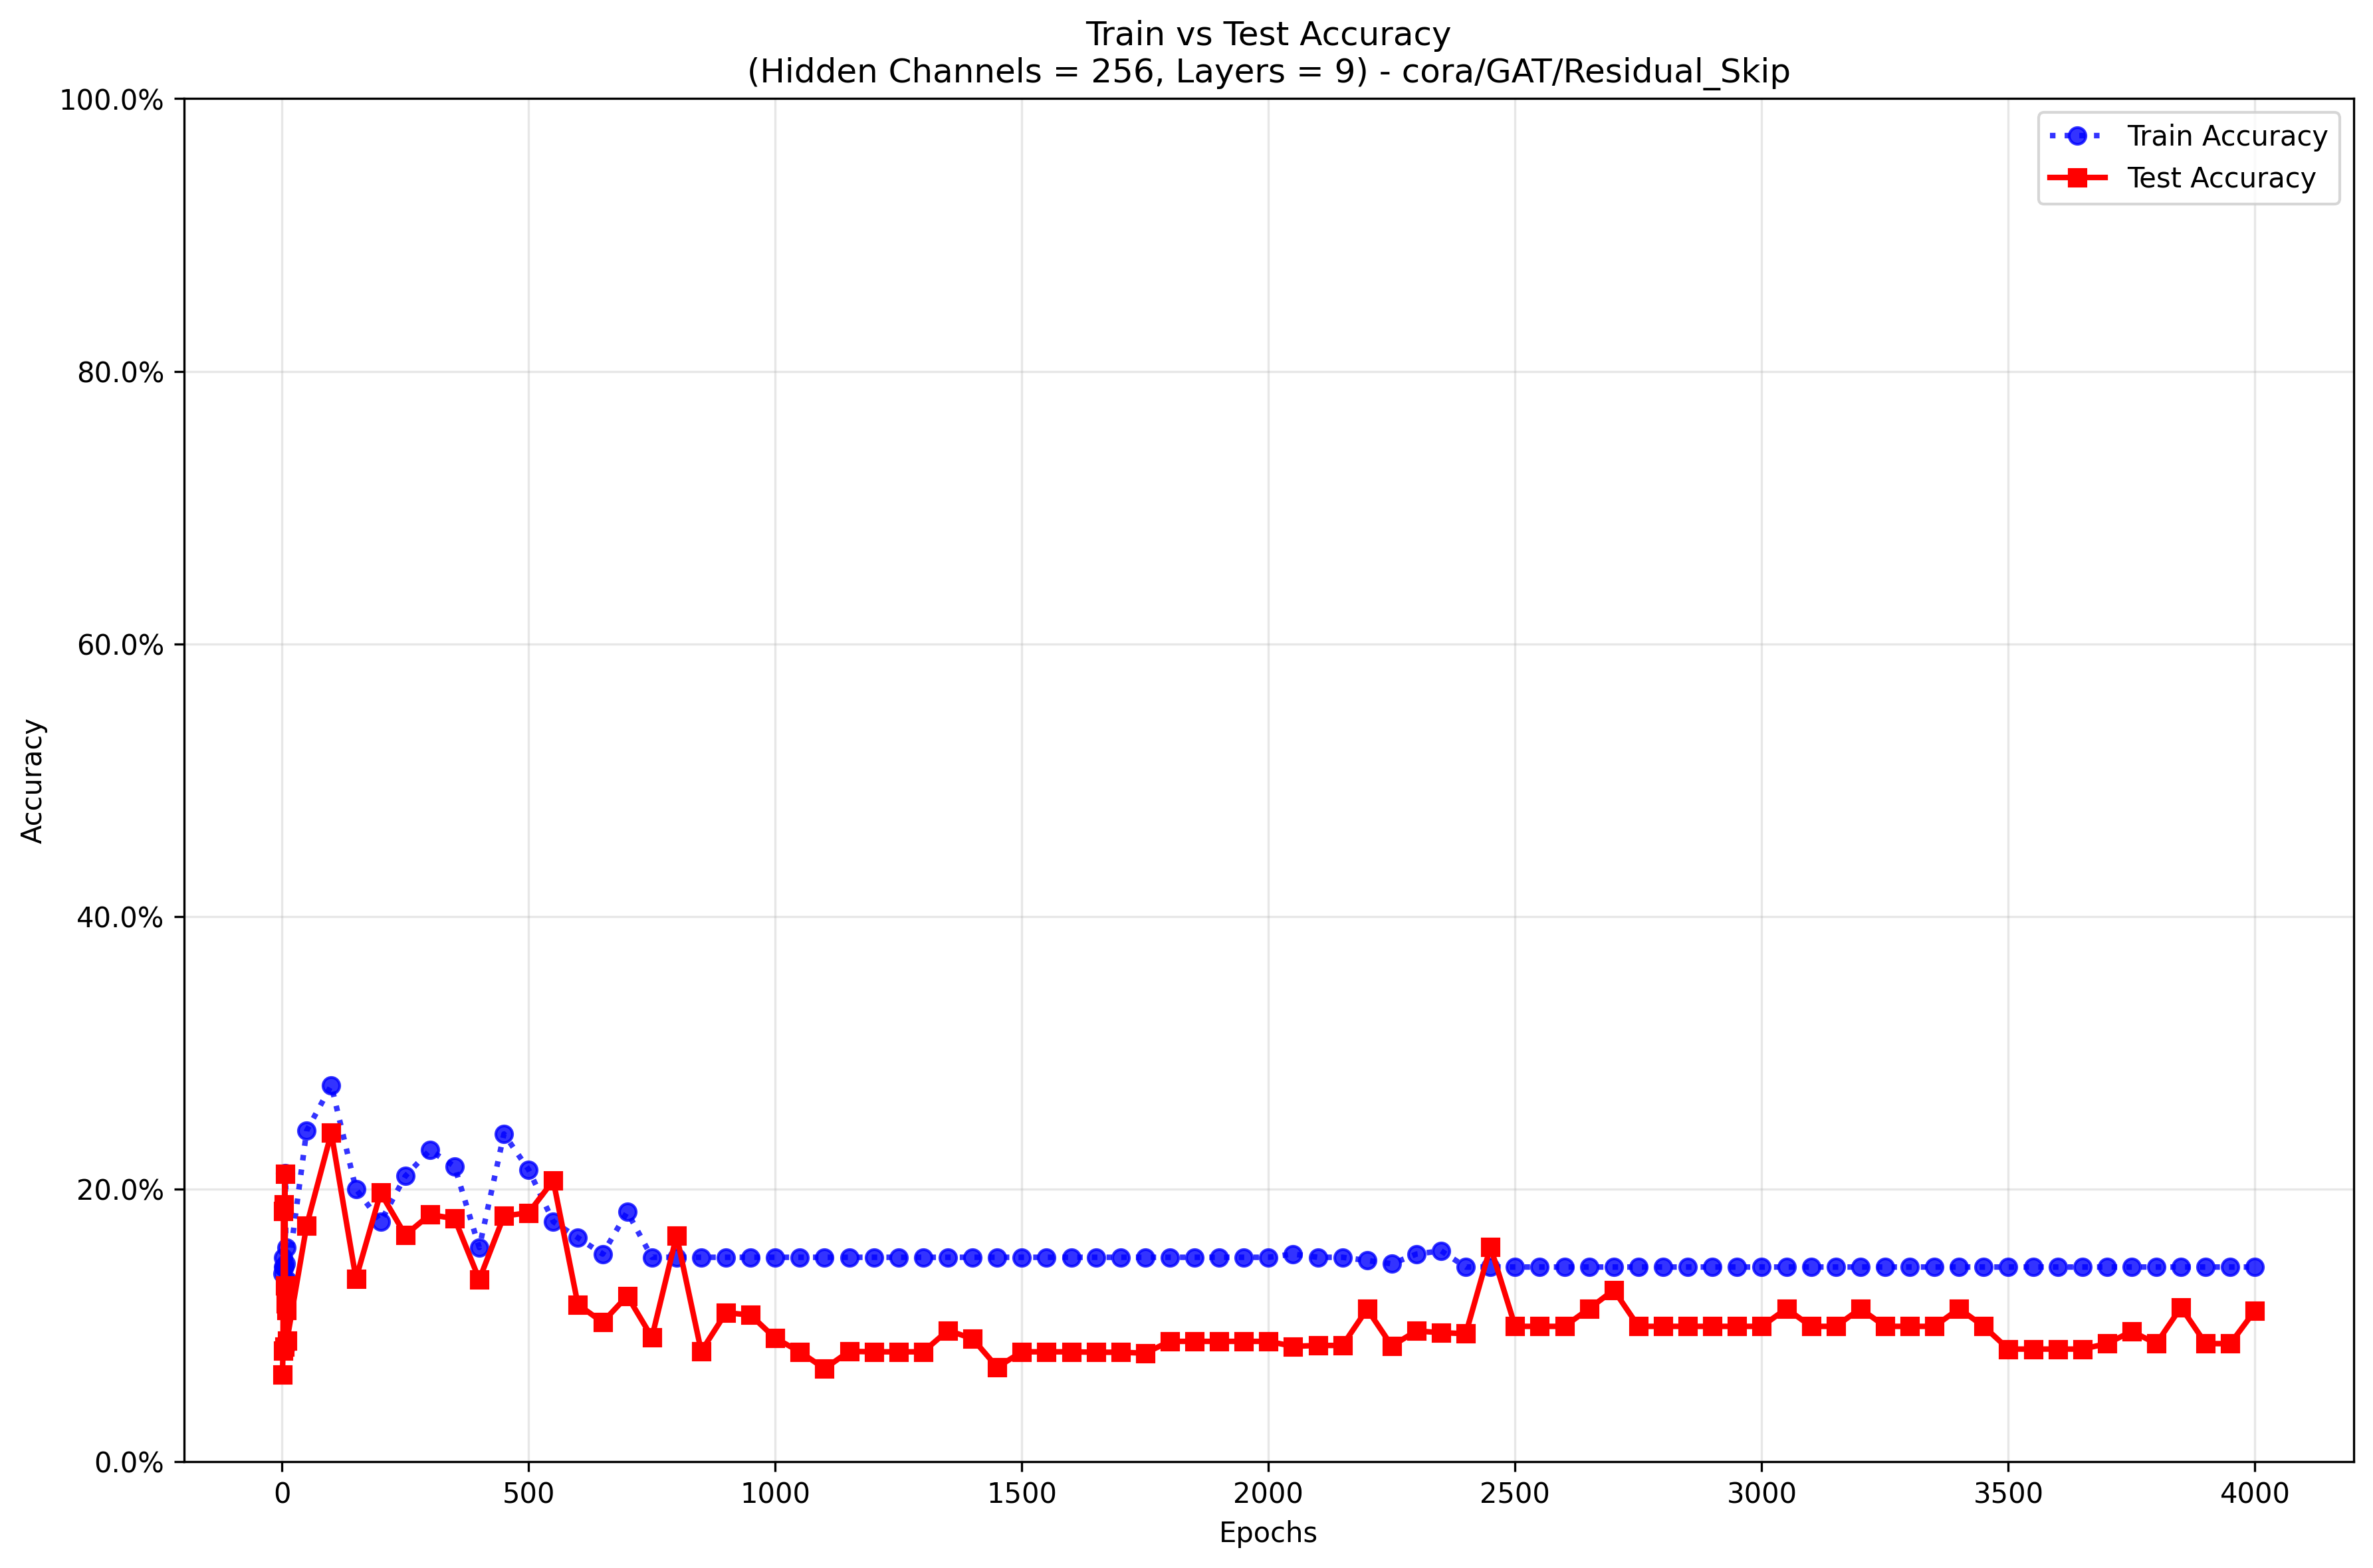 Train vs Test Accuracy
(Hidden Channels = 256, Layers = 9) - cora/GAT/Residual_Skip
100.0%
80.0%
60.0%
40.0%
20.0%
0.0%
Accuracy
Train Accuracy
Test Accuracy
0 500 1000 1500 2000 2500 3000 3500 4000
Epochs